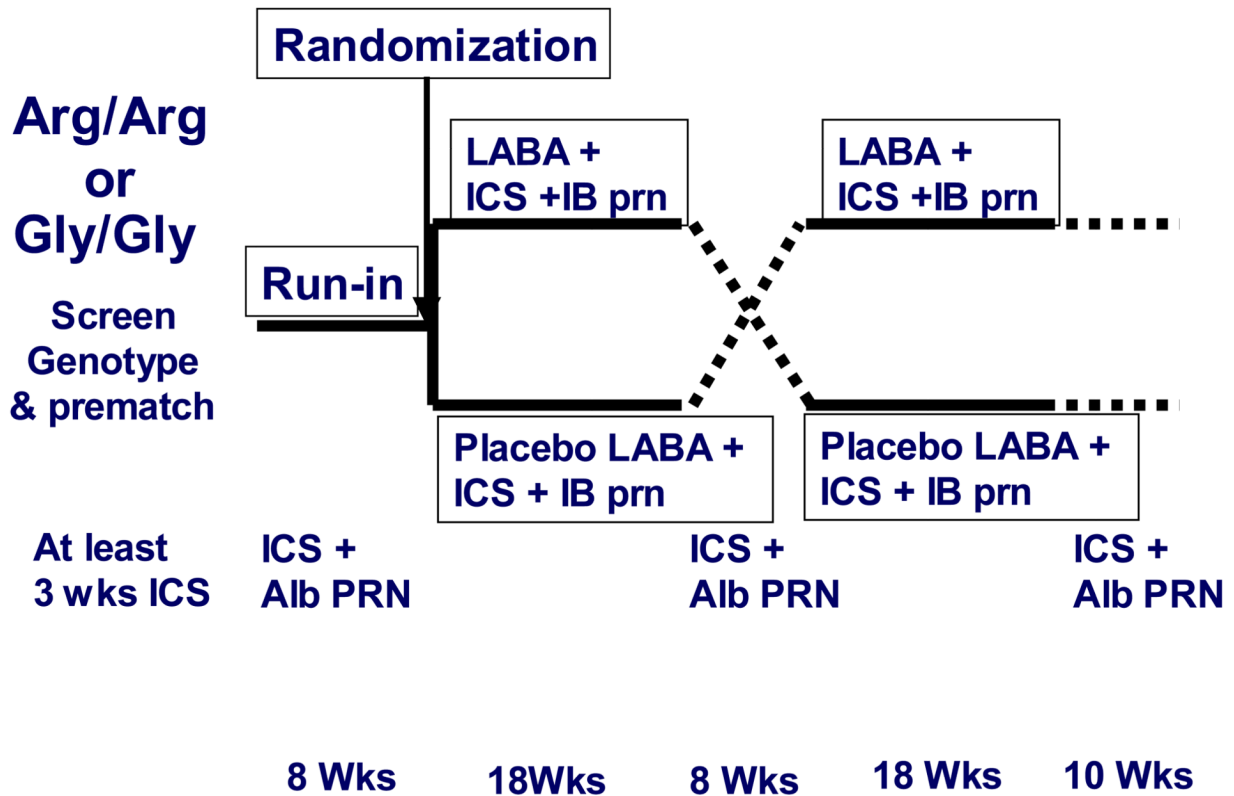 Randomization
Arg/Arg
or
Gly/Gly
Screen
Genotype
& prematch
Run-in
LABA +
ICS +IB prn
LABA +
ICS +IB prn
Placebo LABA +
ICS + IB prn
Placebo LABA +
ICS + IB prn
At least
3 wks ICS
ICS +
Alb PRN
ICS +
Alb PRN
ICS +
Alb PRN
8 Wks
18Wks
8 Wks
18 Wks
10 Wks